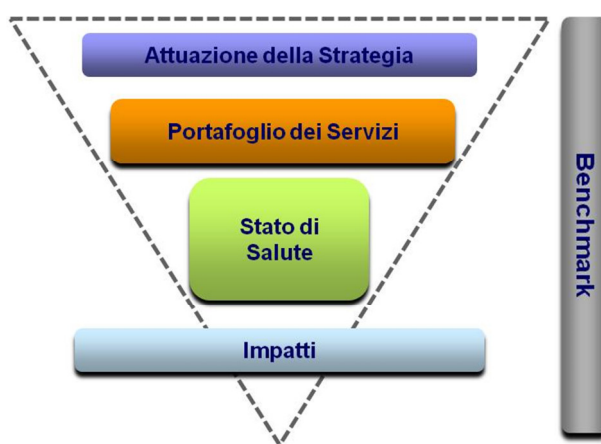 Attuazione della Strategia
Portafoglio dei Servizi
Stato di
Salute
Impatti
Benchmark